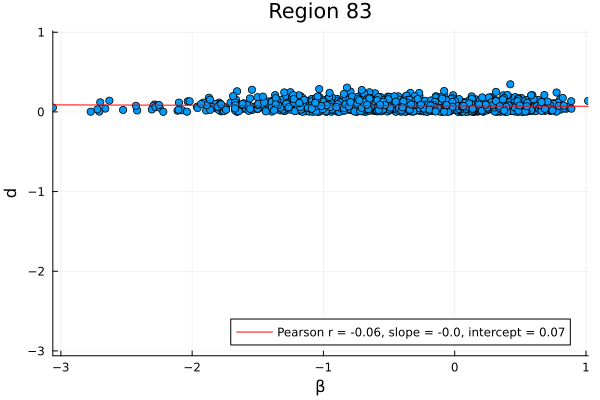 Region 83
1
0
−1
−2
−3
d
−3
−2
−1
0
1
β
Pearson r = -0.06, slope = -0.0, intercept = 0.07